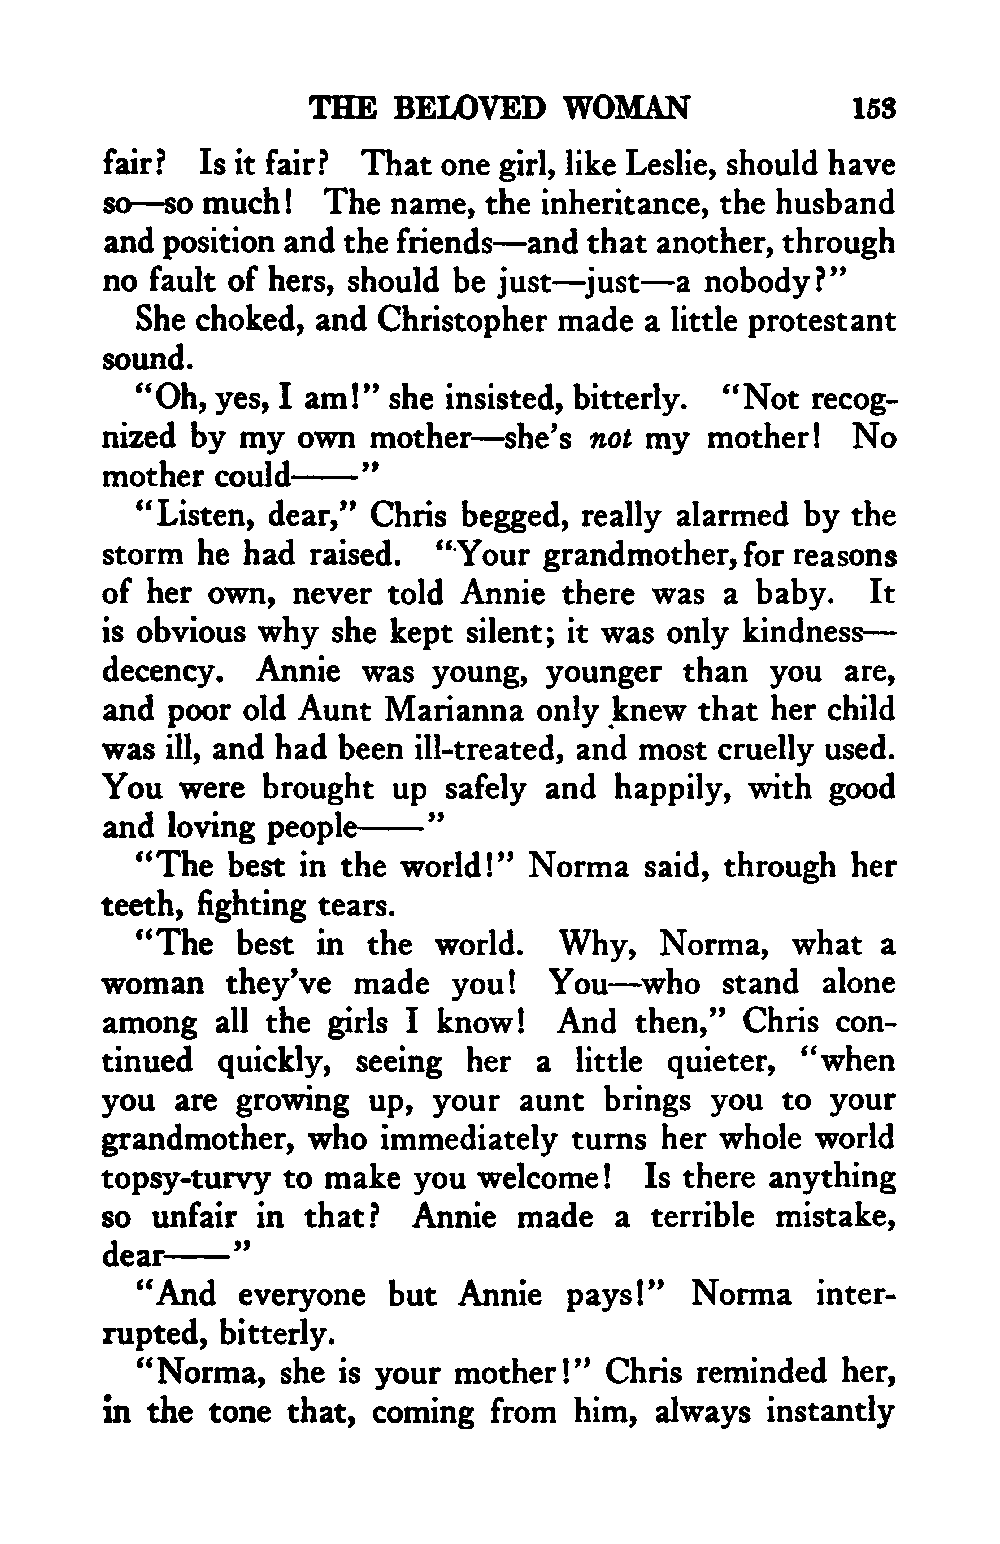 THE BELOVED WOMAN 153
fair? Is it fair? That one girl, like Leslie, should have
so—so much! The name, the inheritance, the husband
and position and the friends—and that another, through
no fault of hers, should be just—just—a nobody?"
She choked, and Christopher made a little protestant
sound.
"Oh, yes, I am!" she insisted, bitterly. "Not recog-
nized by my own mother—she's not my mother! No
mother could——"
"Listen, dear," Chris begged, really alarmed by the
storm he had raised. "Your grandmother, for reasons
of her own, never told Annie there was a baby. It
is obvious why she kept silent; it was only kindness—
decency. Annie was young, younger than you are,
and poor old Aunt Marianna only knew that her child
was ill, and had been ill-treated, and most cruelly used.
You were brought up safely and happily, with good
and loving people——"
"The best in the world!" Norma said, through her
teeth, fighting tears.
"The best in the world. Why, Norma, what a
woman they've made you! You—who stand alone
among all the girls I know! And then," Chris con-
tinued quickly, seeing her a little quieter, "when
you are growing up, your aunt brings you to your
grandmother, who immediately turns her whole world
topsy-turvy to make you welcome! Is there anything
so unfair in that? Annie made a terrible mistake,
dear——"
"And everyone but Annie pays!" Norma inter-
rupted, bitterly.
"Norma, she is your mother!" Chris reminded her,
in the tone that, coming from him, always instantly